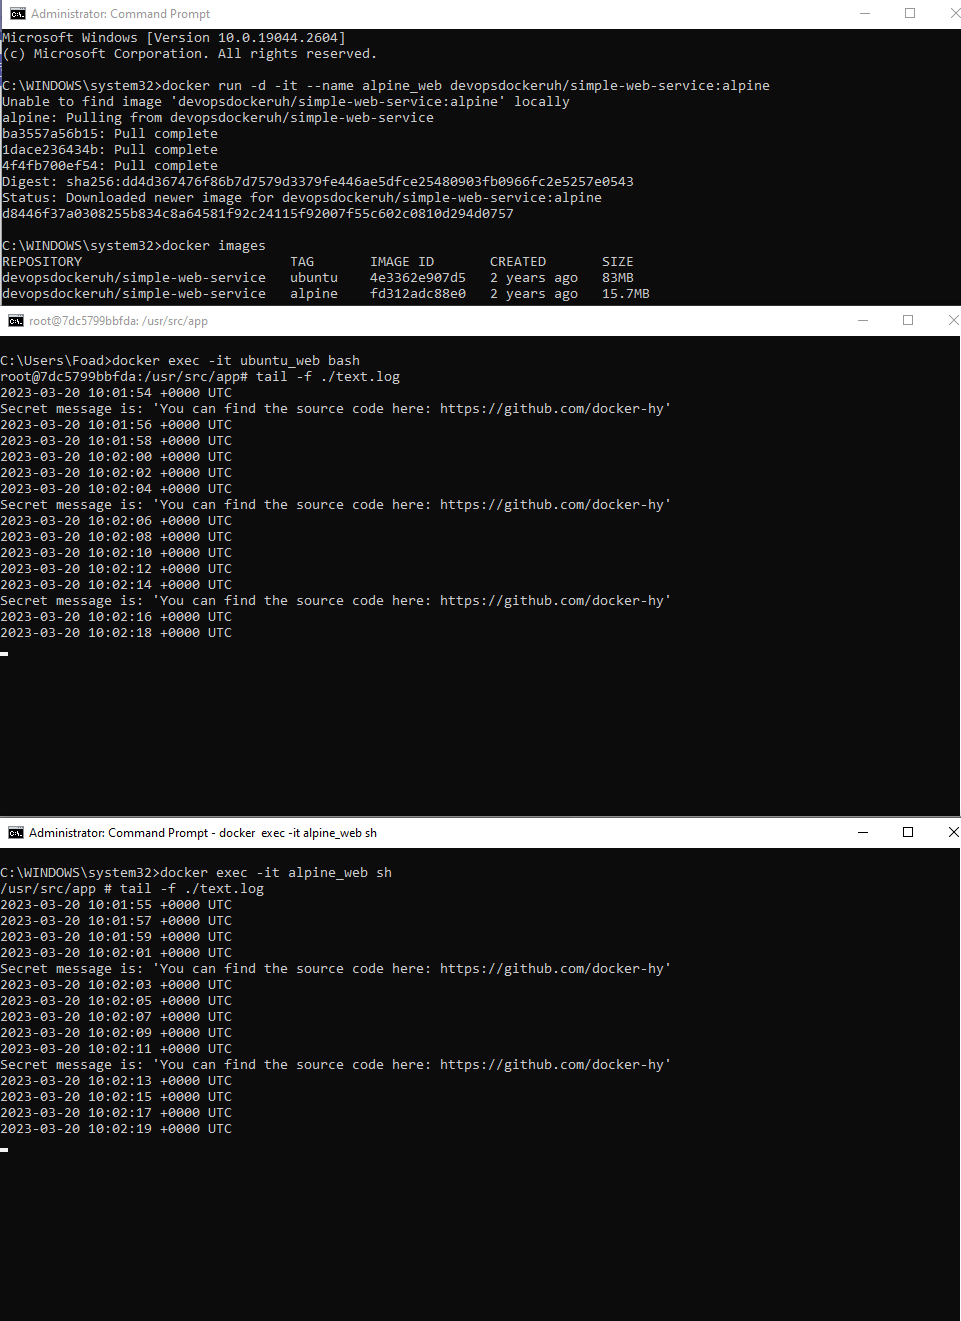 Administrator: Command Prompt
Microsoft Windows [Version 10.0.19044.2604]
(c) Microsoft Corporation. All rights reserved.
C:\WINDOWS\system32>docker run -d -it --name alpine_web devopsdockeruh/simple-web-service:alpine
Unable to find image 'devopsdockeruh/simple-web-service:alpine' locally
alpine: Pulling from devopsdockeruh/simple-web-service
ba3557a56b15: Pull complete
1dace236434b: Pull complete
4f4fb700ef54: Pull complete
Digest: sha256:dd4d367476f86b7d7579d3379fe446ae5dfce25480903fb0966fc2e5257e0543
Status: Downloaded newer image for devopsdockeruh/simple-web-service:alpine
d8446f37a0308255b834c8a64581f92c24115f92007f55c602c0810d294d0757
C:\WINDOWS\system32>docker images
REPOSITORY                          TAG       IMAGE ID       CREATED       SIZE
devopsdockeruh/simple-web-service   ubuntu    4e3362e907d5   2 years ago   83MB
devopsdockeruh/simple-web-service   alpine    fd312adc88e0   2 years ago   15.7MB
root@7dc5799bbfda: /usr/src/app
C:\Users\Foad>docker exec -it ubuntu_web bash
root@7dc5799bbfda:/usr/src/app# tail -f ./text.log
2023-03-20 10:01:54 +0000 UTC
Secret message is: 'You can find the source code here: https://github.com/docker-hy'
2023-03-20 10:01:56 +0000 UTC
2023-03-20 10:01:58 +0000 UTC
2023-03-20 10:02:00 +0000 UTC
2023-03-20 10:02:02 +0000 UTC
2023-03-20 10:02:04 +0000 UTC
Secret message is: 'You can find the source code here: https://github.com/docker-hy'
2023-03-20 10:02:06 +0000 UTC
2023-03-20 10:02:08 +0000 UTC
2023-03-20 10:02:10 +0000 UTC
2023-03-20 10:02:12 +0000 UTC
2023-03-20 10:02:14 +0000 UTC
Secret message is: 'You can find the source code here: https://github.com/docker-hy'
2023-03-20 10:02:16 +0000 UTC
2023-03-20 10:02:18 +0000 UTC
Administrator: Command Prompt - docker  exec -it alpine_web sh
C:\WINDOWS\system32>docker exec -it alpine_web sh
/usr/src/app # tail -f ./text.log
2023-03-20 10:01:55 +0000 UTC
2023-03-20 10:01:57 +0000 UTC
2023-03-20 10:01:59 +0000 UTC
2023-03-20 10:02:01 +0000 UTC
Secret message is: 'You can find the source code here: https://github.com/docker-hy'
2023-03-20 10:02:03 +0000 UTC
2023-03-20 10:02:05 +0000 UTC
2023-03-20 10:02:07 +0000 UTC
2023-03-20 10:02:09 +0000 UTC
2023-03-20 10:02:11 +0000 UTC
Secret message is: 'You can find the source code here: https://github.com/docker-hy'
2023-03-20 10:02:13 +0000 UTC
2023-03-20 10:02:15 +0000 UTC
2023-03-20 10:02:17 +0000 UTC
2023-03-20 10:02:19 +0000 UTC